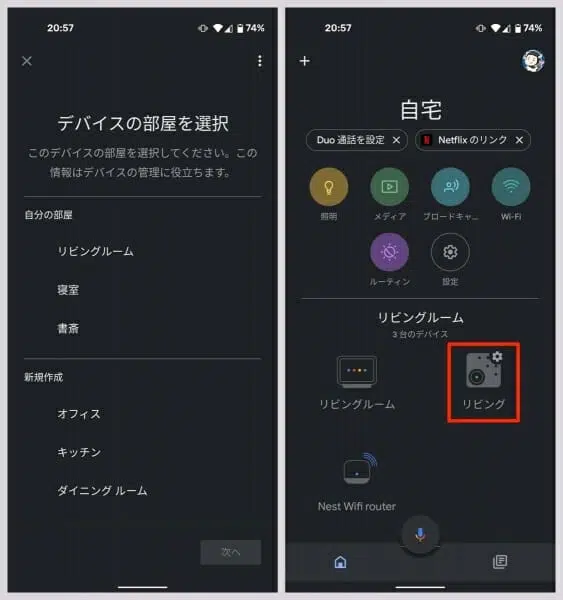 20:57
74%
デバイスの部屋を選択
このデバイスの部屋を選択してください。この
情報はデバイスの管理に役立ちます。
自分の部屋
リビングルーム
寝室
書斎
新規作成
オフィス
キッチン
ダイニング ルーム
次へ
20:57
74%
自宅
Duo 通話を設定
Netflix のリンク
照明
メディア
ブロードキャ...
Wi-Fi
ルーティン
設定
リビングルーム
3 台のデバイス
リビングルーム
リビング
Nest Wifi router